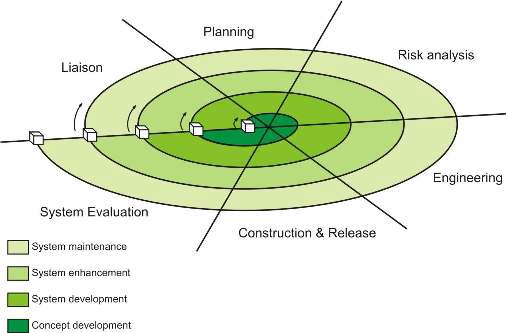 Planning
Risk analysis
Liaison
Engineering
System Evaluation
Construction & Release
System maintenance
System enhancement
System development
Concept development